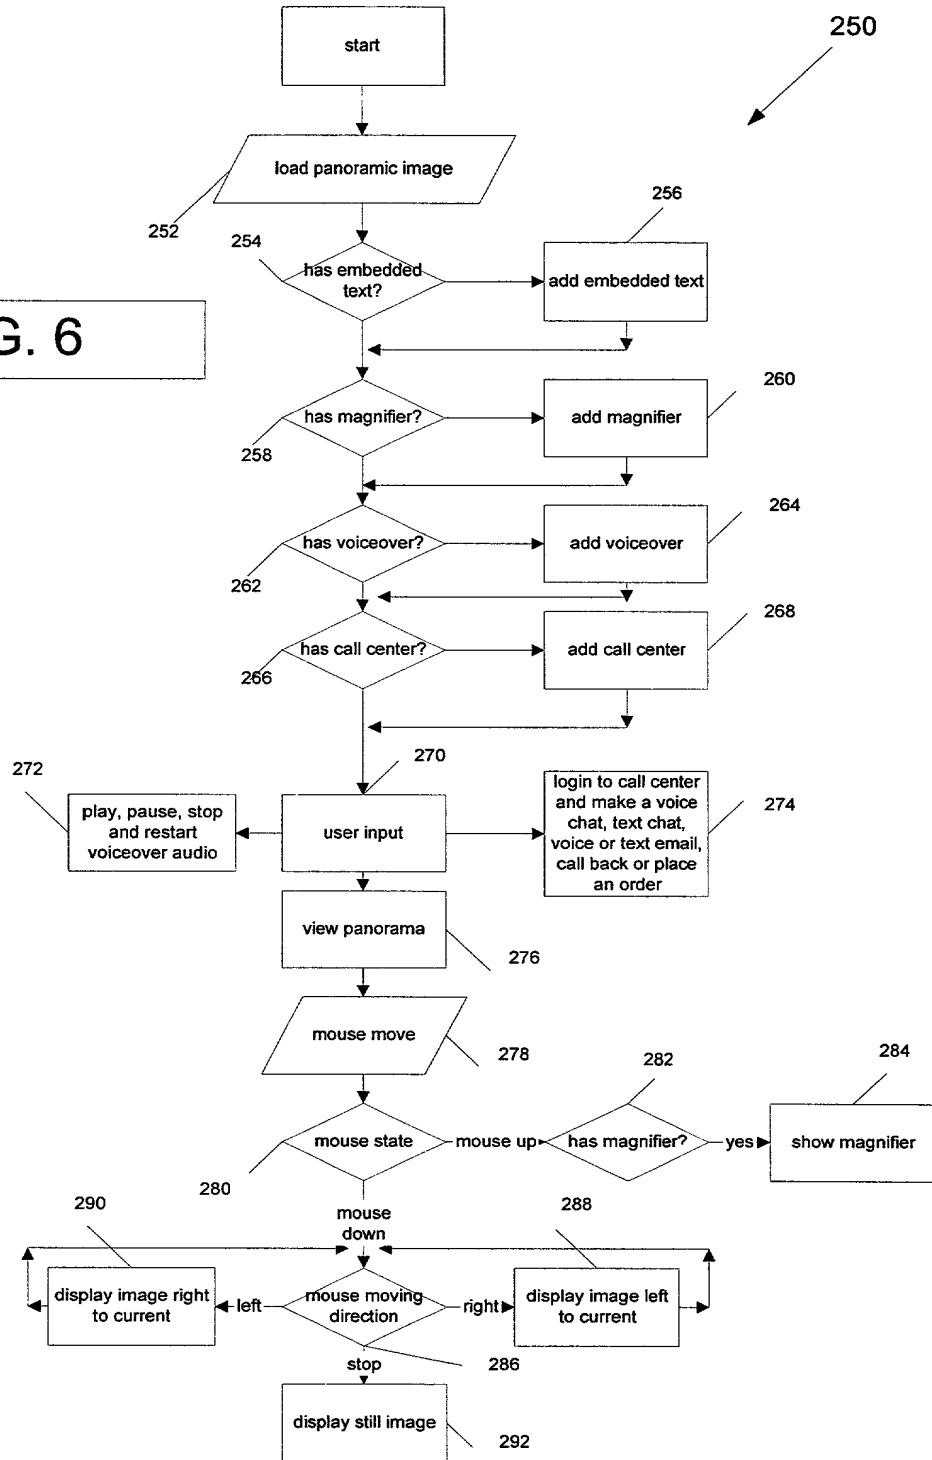 250
start
load panoramic image
252
254
has embedded
text?
256
add embedded text
G. 6
has magnifier?
258
260
add magnifier
has voiceover?
262
264
add voiceover
has call center?
266
268
add call center
270
272
play, pause, stop
and restart
voiceover audio
user input
login to call center
and make a voice
chat, text chat,
voice or text email,
call back or place
an order
274
view panorama
276
mouse move
278
mouse state
280
mouse up
282
has magnifier?
yes
284
show magnifier
mouse
down
290
display image right
to current
left
mouse moving
direction
right
288
display image left
to current
286
stop
display still image
292